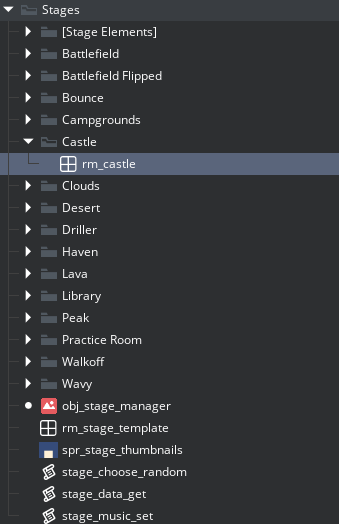 Stages
[Stage Elements]
Battlefield
Battlefield Flipped
Bounce
Campgrounds
Castle
rm_castle
Clouds
Desert
Driller
Haven
Lava
Library
Peak
Practice Room
Walkoff
Wavy
obj_stage_manager
rm_stage_template
spr_stage_thumbnails
stage_choose_random
stage_data_get
stage_music_set